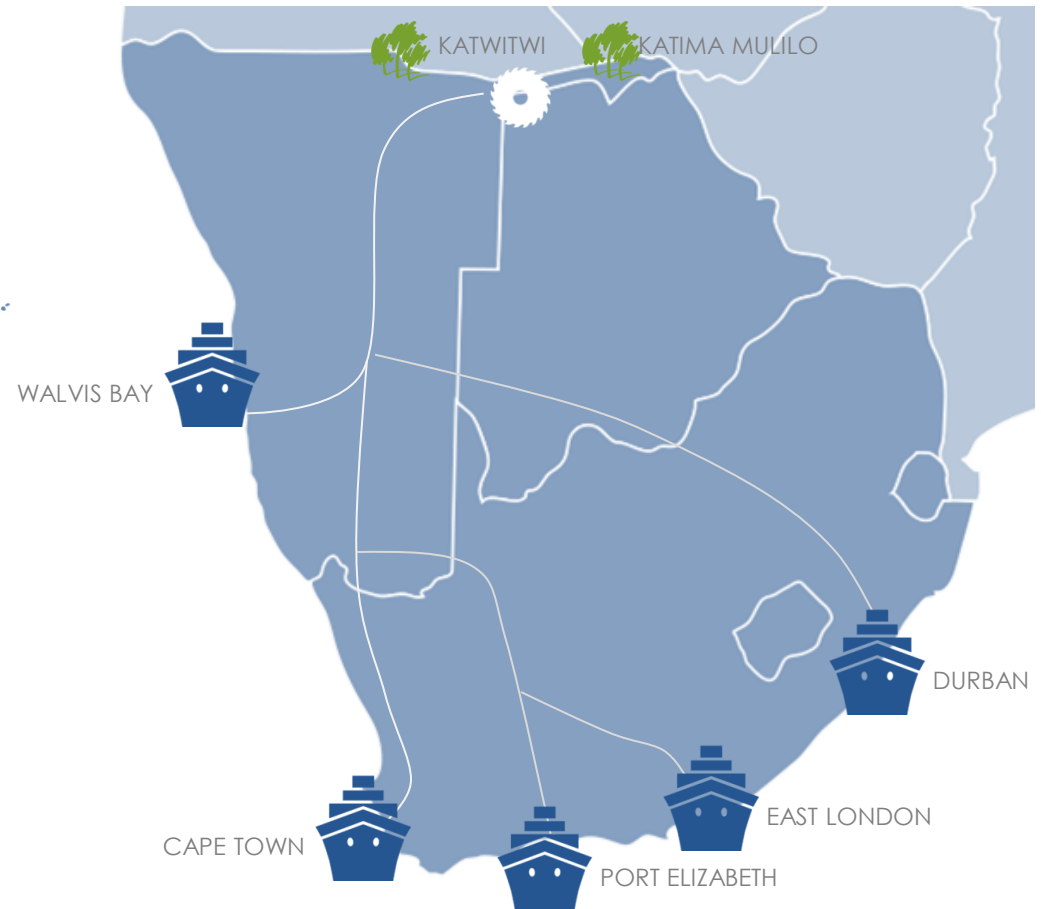 KATWITWI
KATIMA MULILO
WALVIS BAY
DURBAN
EAST LONDON
CAPE TOWN
PORT ELIZABETH